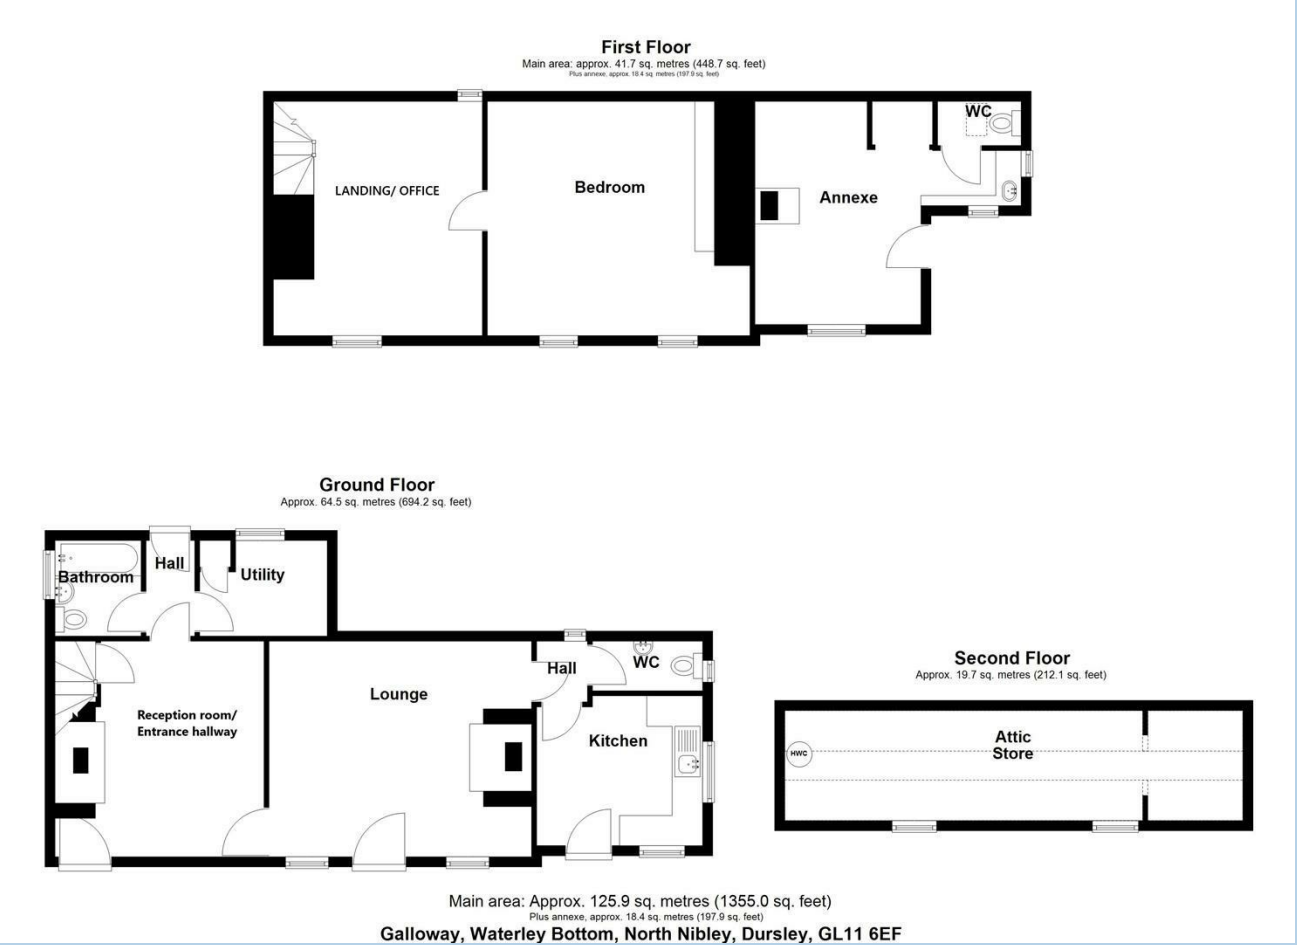 First Floor
Main area: approx. 41.7 sq. metres (448.7 sq. feet)
Plus annexe, approx. 18.4 sq. metres (197.9 sq. feet)
WC
LANDING/ OFFICE
Bedroom
Annexe
Ground Floor
Approx. 64.5 sq. metres (694.2 sq. feet)
Hall
Bathroom
Utility
Hall
WC
Lounge
Reception room/
Entrance hallway
Kitchen
Second Floor
Approx. 19.7 sq. metres (212.1 sq. feet)
Attic
Store
HWC
Main area: Approx. 125.9 sq. metres (1355.0 sq. feet)
Plus annexe, approx. 18.4 sq. metres (197.9 sq. feet)
Galloway, Waterley Bottom, North Nibley, Dursley, GL11 6EF